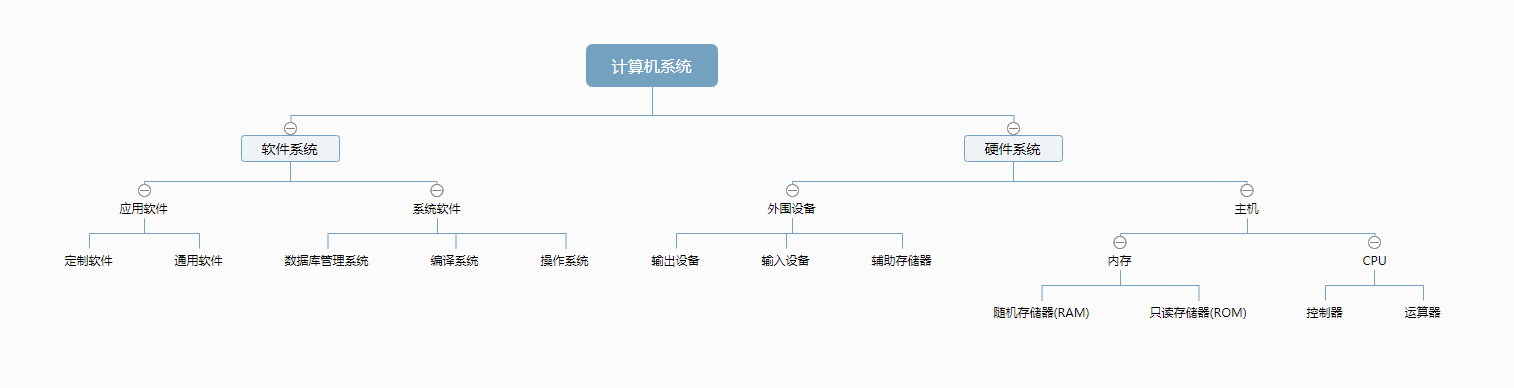 计算机系统
软件系统
硬件系统
应用软件
系统软件
外围设备
主机
定制软件
通用软件
数据库管理系统
编译系统
操作系统
输出设备
输入设备
辅助存储器
内存
CPU
随机存储器(RAM)
只读存储器(ROM)
控制器
运算器